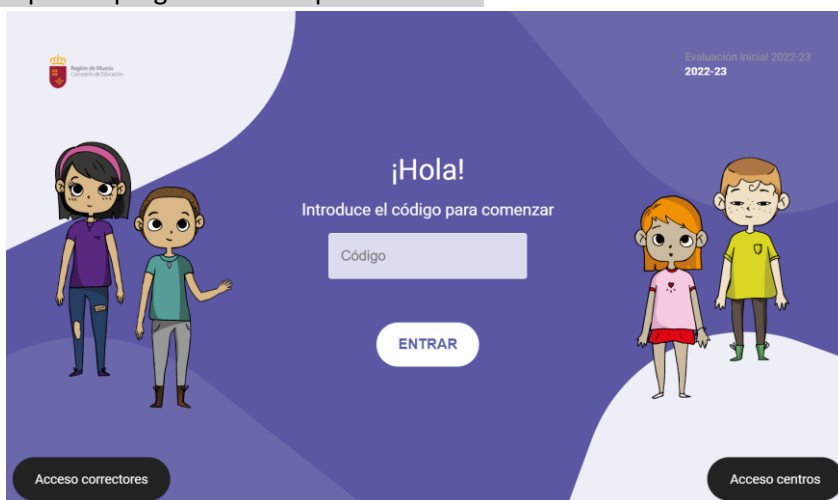 Región de Murcia
Consejería de Educación
Evaluación inicial 2022-23
2022-23
¡Hola!
Introduce el código para comenzar
Código
ENTRAR
Acceso correctores
Acceso centros